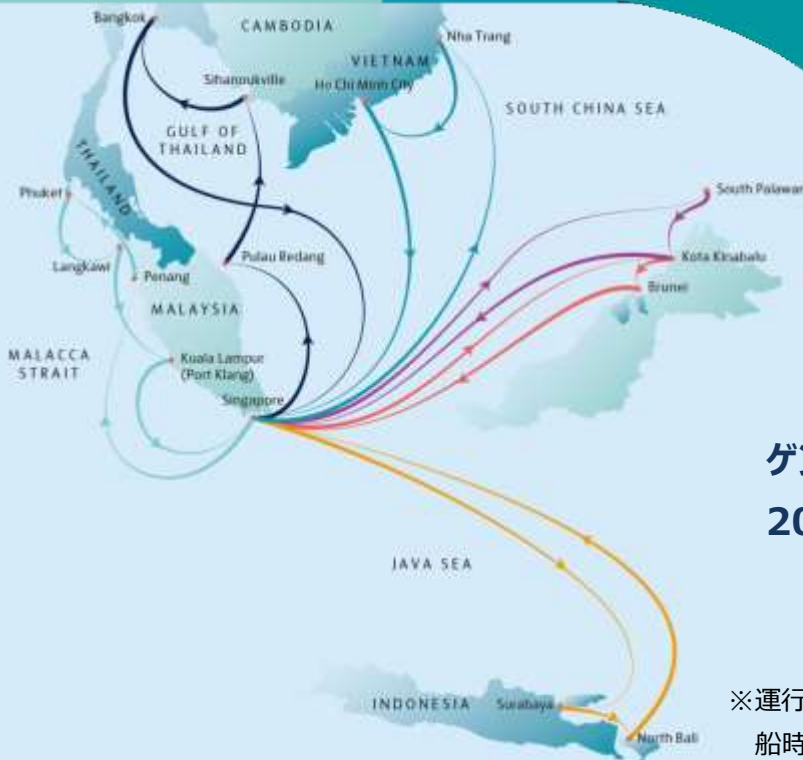 Bangkok
CAMBODIA
Nha Trang
VIETNAM
Sihanoukville
Ho Chi Minh City
SOUTH CHINA SEA
GULF OF
THAILAND
THAILAND
Phuket
South Palawan
Langkawi
Penang
Pulau Redang
Kota Kinabalu
Brunei
MALAYSIA
MALACCA
STRAIT
Kuala Lampur
(Port Klang)
Singapore
ゲン
20
JAVA SEA
INDONESIA
Surabaya
North Bali
※運行
船時